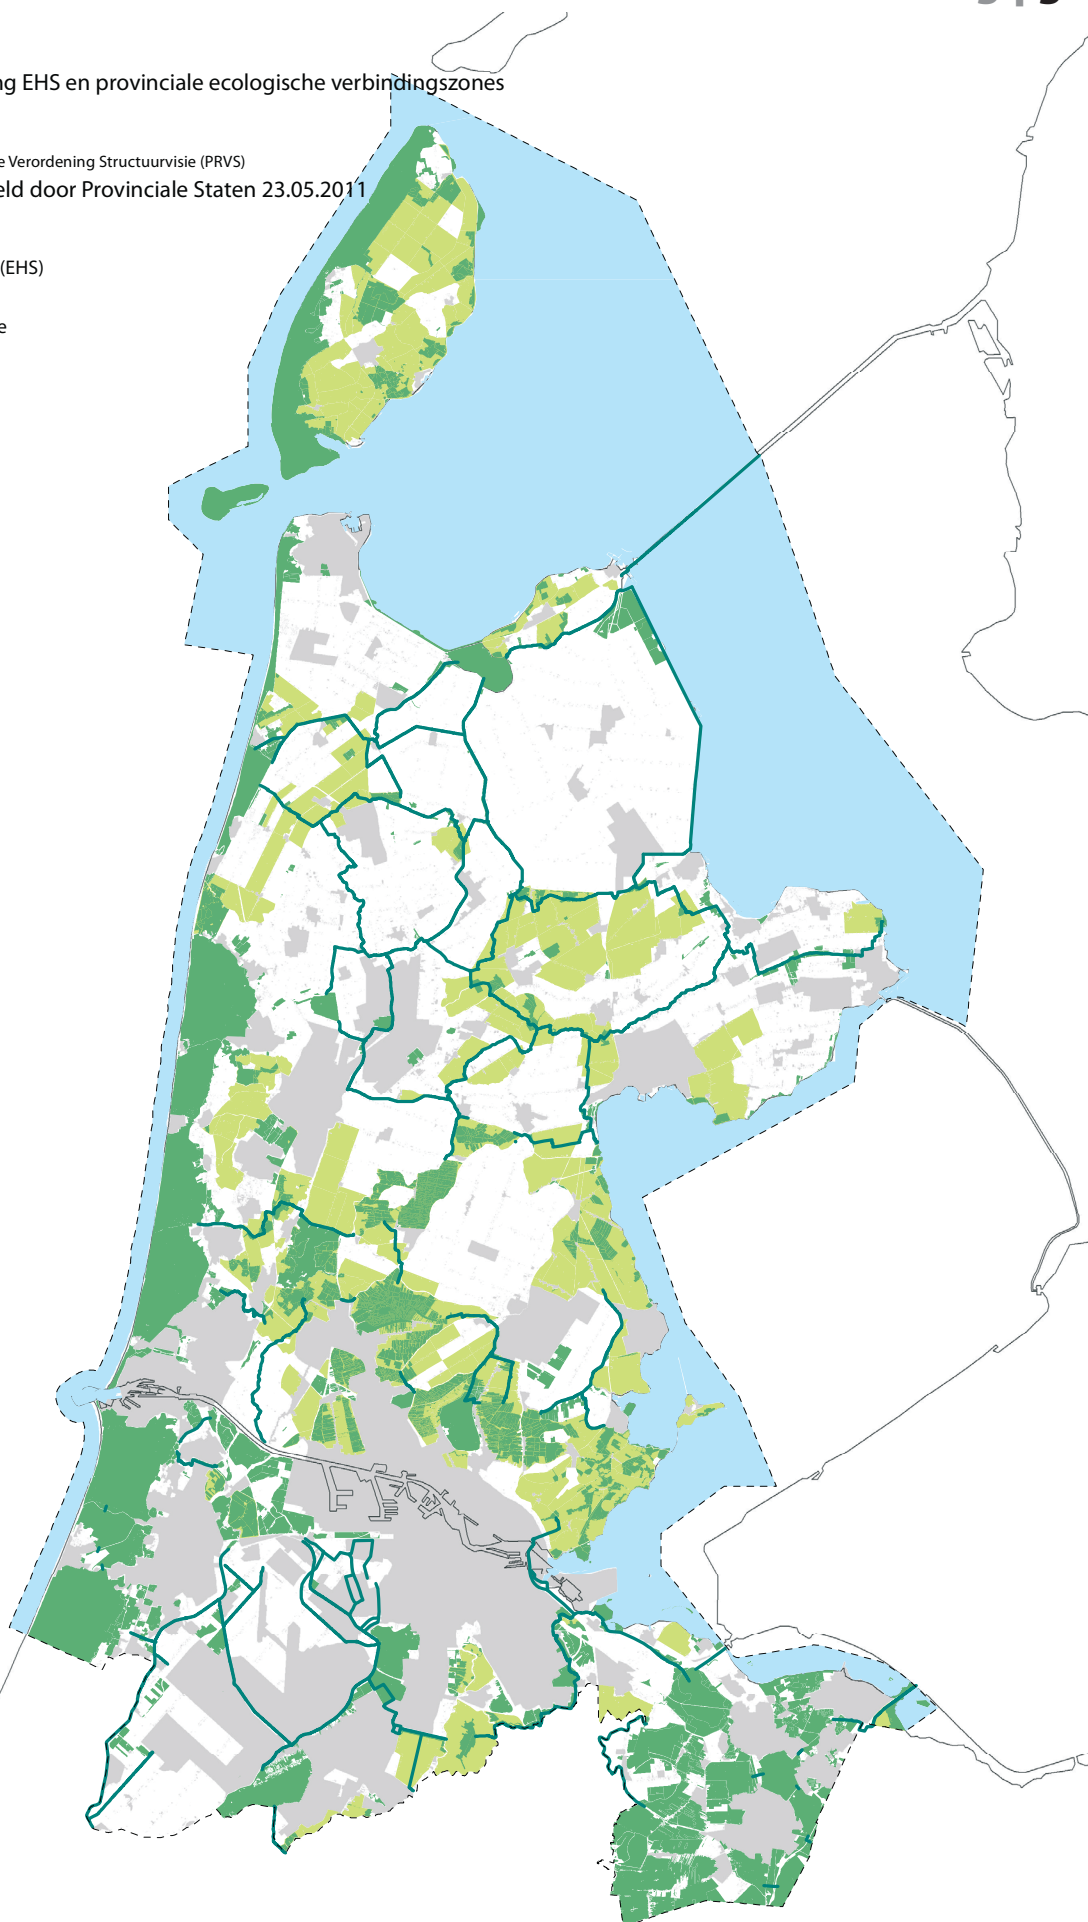 ng EHS en provinciale ecologische verbindingszones
e Verordening Structuurvisie (PRVS)
eld door Provinciale Staten 23.05.2011
(EHS)
e